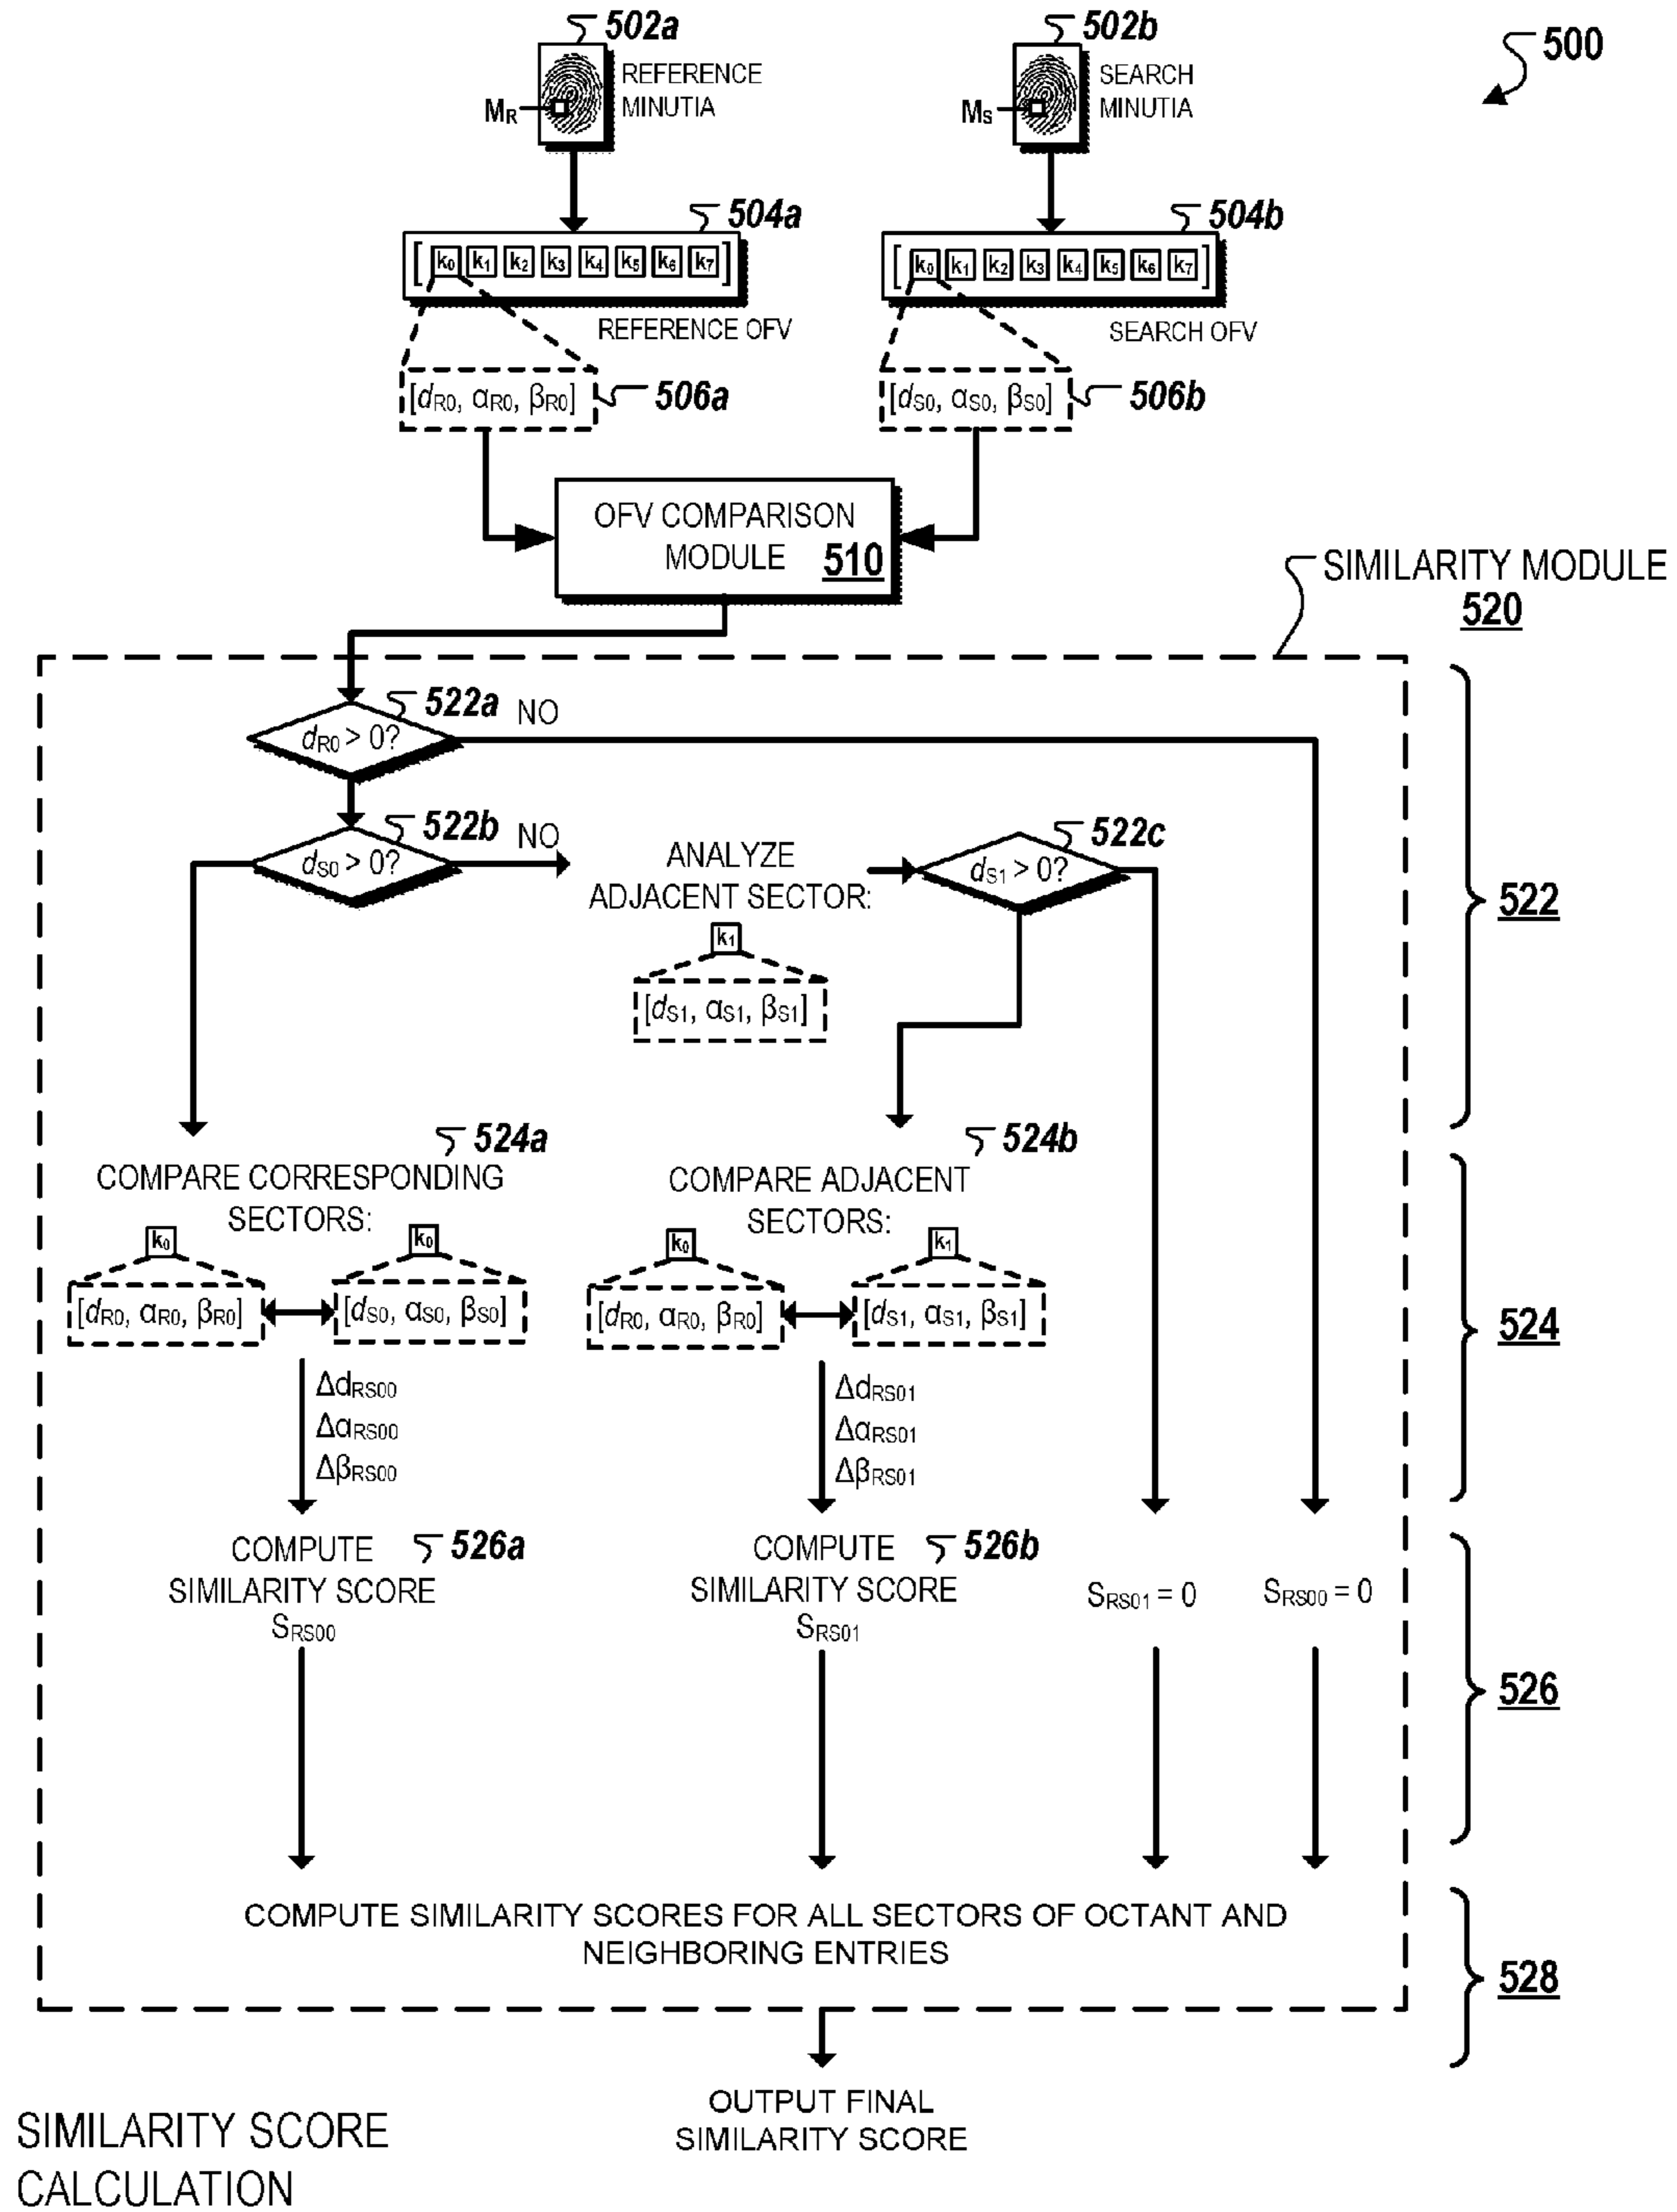 502a
502b
500
REFERENCE
MINUTIA
MR
SEARCH
MINUTIA
MS
504a
504b
[ k0 k1 k2 k3 k4 k5 k6 k7 ]
[ k0 k1 k2 k3 k4 k5 k6 k7 ]
REFERENCE OFV
SEARCH OFV
[dR0, αR0, βR0]
506a
[dS0, αS0, βS0]
506b
OFV COMPARISON
MODULE 510
SIMILARITY MODULE
520
522a
NO
dR0 > 0?
522b
NO
dS0 > 0?
ANALYZE
ADJACENT SECTOR:
522c
dS1 > 0?
k1
[dS1, αS1, βS1]
522
524a
524b
COMPARE CORRESPONDING
SECTORS:
COMPARE ADJACENT
SECTORS:
k0
k0
k0
k1
[dR0, αR0, βR0]
[dS0, αS0, βS0]
[dR0, αR0, βR0]
[dS1, αS1, βS1]
524
ΔdRS00
ΔαRS00
ΔβRS00
ΔdRS01
ΔαRS01
ΔβRS01
COMPUTE
SIMILARITY SCORE
SRS00
526a
COMPUTE
SIMILARITY SCORE
SRS01
526b
SRS01 = 0
SRS00 = 0
526
COMPUTE SIMILARITY SCORES FOR ALL SECTORS OF OCTANT AND
NEIGHBORING ENTRIES
528
OUTPUT FINAL
SIMILARITY SCORE
SIMILARITY SCORE
CALCULATION